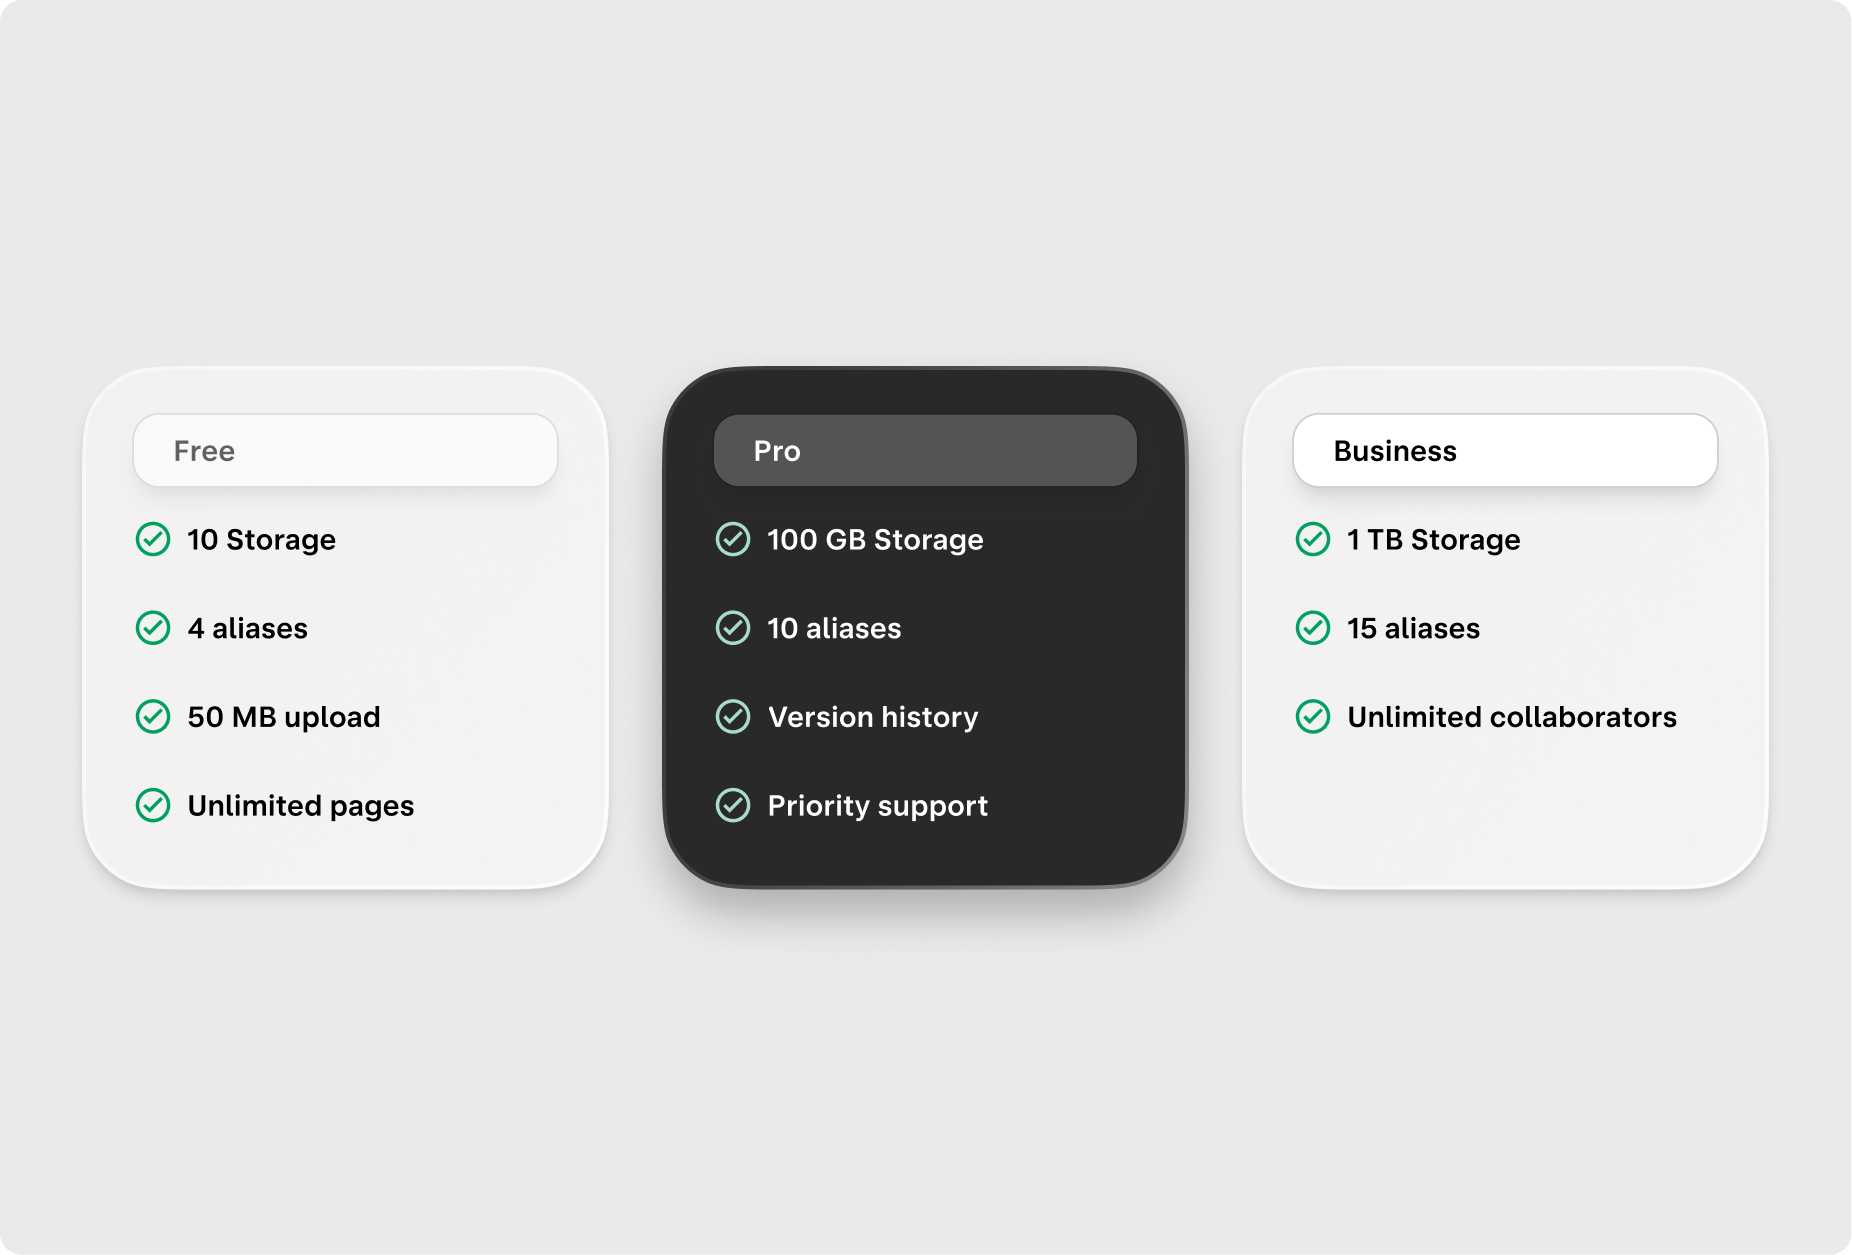 Free
10 Storage
4 aliases
50 MB upload
Unlimited pages
Pro
100 GB Storage
10 aliases
Version history
Priority support
Business
1 TB Storage
15 aliases
Unlimited collaborators